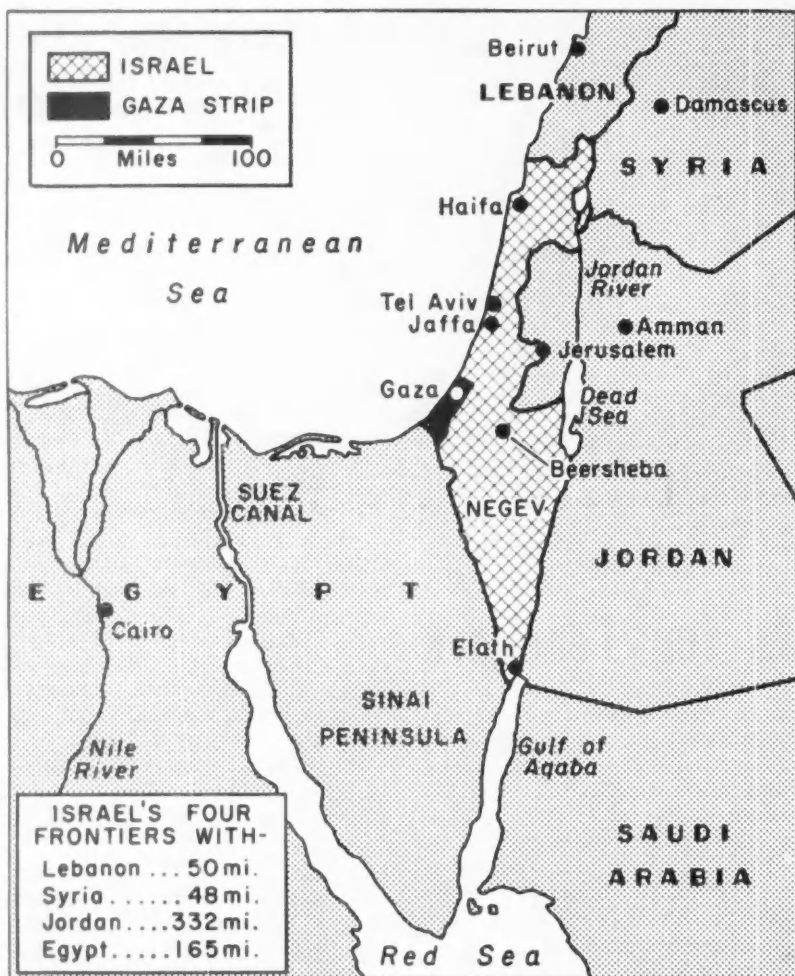 ISRAEL
GAZA STRIP
0 Miles 100
Beirut
LEBANON
Damascus
SYRIA
Haifa
Mediterranean
Sea
Jordan
River
Tel Aviv
Jaffa
Amman
Jerusalem
Gaza
Dead
Sea
Beersheba
SUEZ
CANAL
NEGEV
EGYPT
JORDAN
Cairo
Elath
SINAI
PENINSULA
Nile
River
Gulf of
Aqaba
SAUDI
ARABIA
ISRAEL'S FOUR
FRONTIERS WITH-
Lebanon ... 50 mi.
Syria ...... 48 mi.
Jordan .... 332 mi.
Egypt ..... 165 mi.
Red Sea